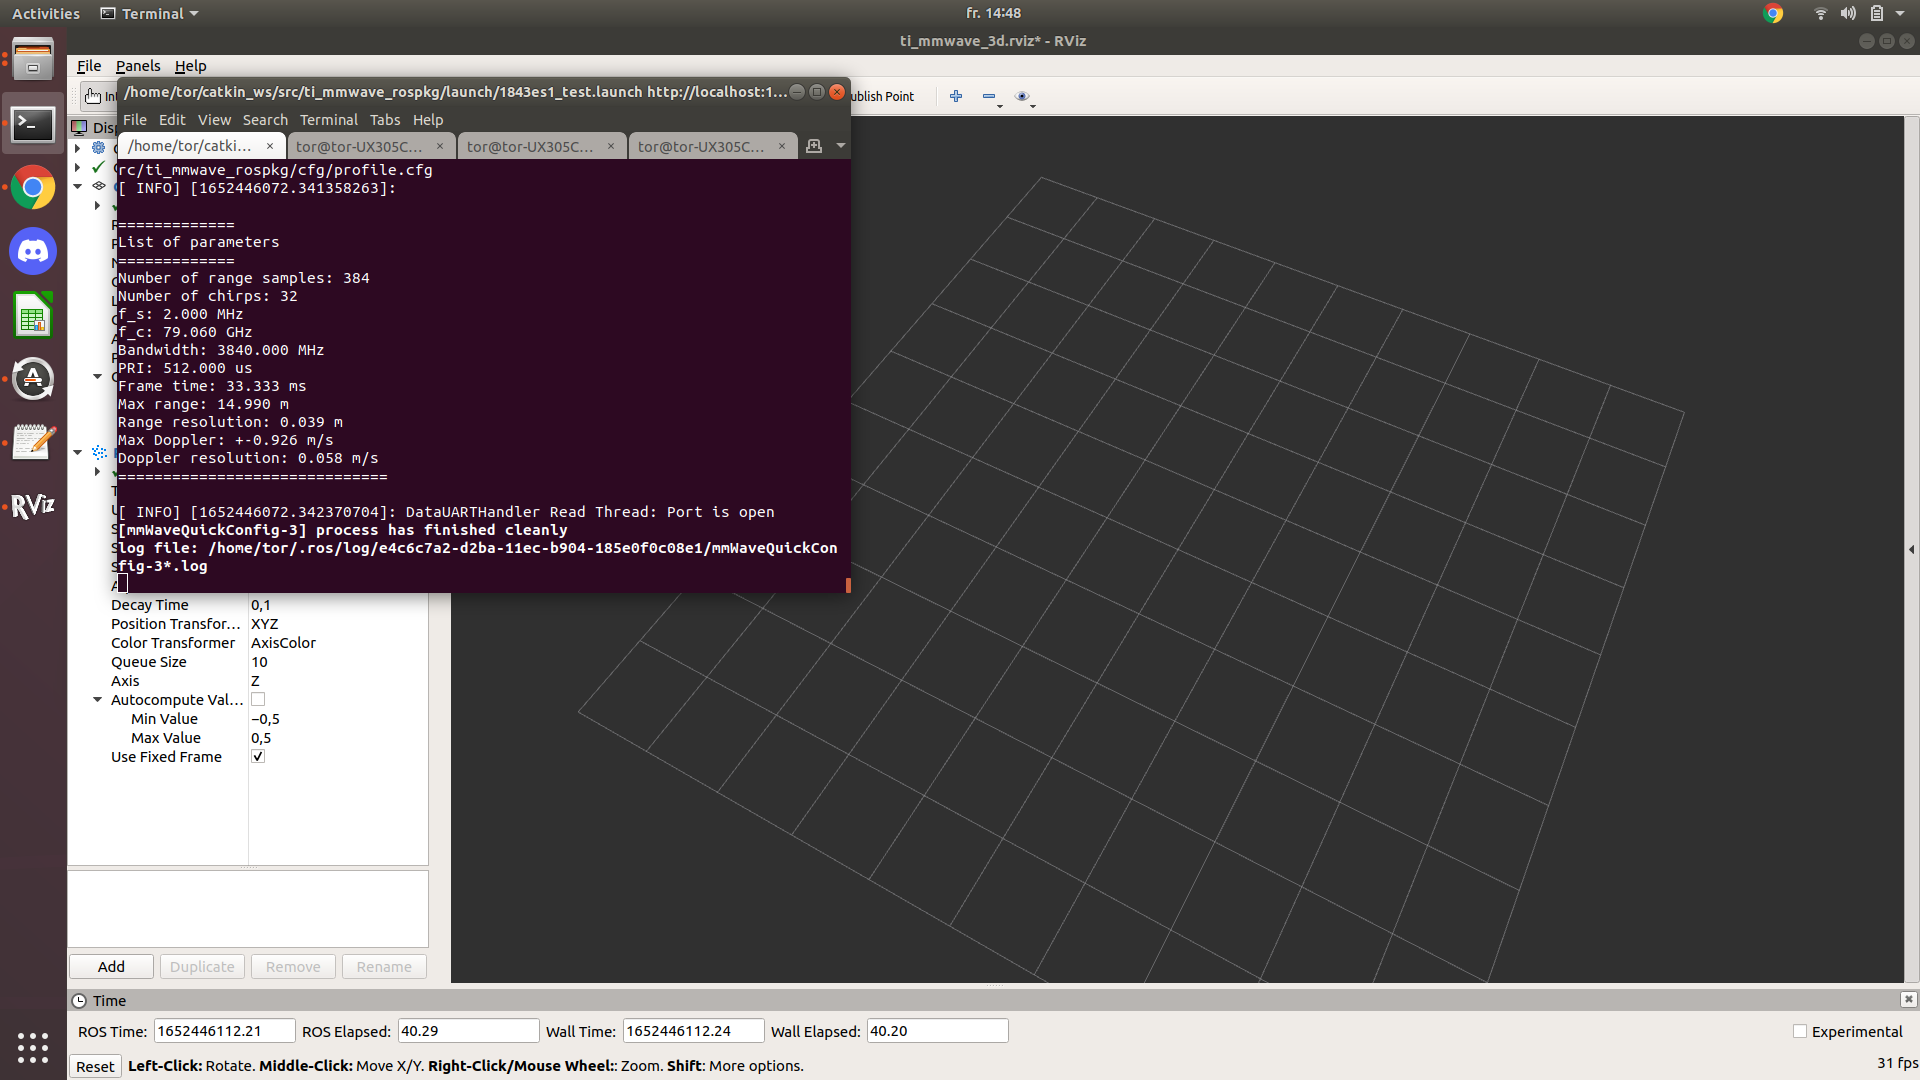 Activities
Terminal
fr. 14:48
ti_mmwave_3d.rviz* - RViz
File Panels Help
/home/tor/catkin_ws/src/ti_mmwave_rospkg/launch/1843es1_test.launch http://localhost:1...
ublish Point
File Edit View Search Terminal Tabs Help
/home/tor/catki...
tor@tor-UX305C...
tor@tor-UX305C...
tor@tor-UX305C...
rc/ti_mmwave_rospkg/cfg/profile.cfg
[ INFO] [1652446072.341358263]:
=============
List of parameters
=============
Number of range samples: 384
Number of chirps: 32
f_s: 2.000 MHz
f_c: 79.060 GHz
Bandwidth: 3840.000 MHz
PRI: 512.000 us
Frame time: 33.333 ms
Max range: 14.990 m
Range resolution: 0.039 m
Max Doppler: +-0.926 m/s
Doppler resolution: 0.058 m/s
==============================
[ INFO] [1652446072.342370704]: DataUARTHandler Read Thread: Port is open
[mmWaveQuickConfig-3] process has finished cleanly
log file: /home/tor/.ros/log/e4c6c7a2-d2ba-11ec-b904-185e0f0c08e1/mmWaveQuickCon
fig-3*.log
Decay Time 0,1
Position Transfor... XYZ
Color Transformer AxisColor
Queue Size 10
Axis Z
Autocompute Val...
Min Value −0,5
Max Value 0,5
Use Fixed Frame
RViz
Add Duplicate Remove Rename
Time
ROS Time: 1652446112.21 ROS Elapsed: 40.29 Wall Time: 1652446112.24 Wall Elapsed: 40.20
Experimental
Reset Left-Click: Rotate. Middle-Click: Move X/Y. Right-Click/Mouse Wheel:: Zoom. Shift: More options.
31 fps